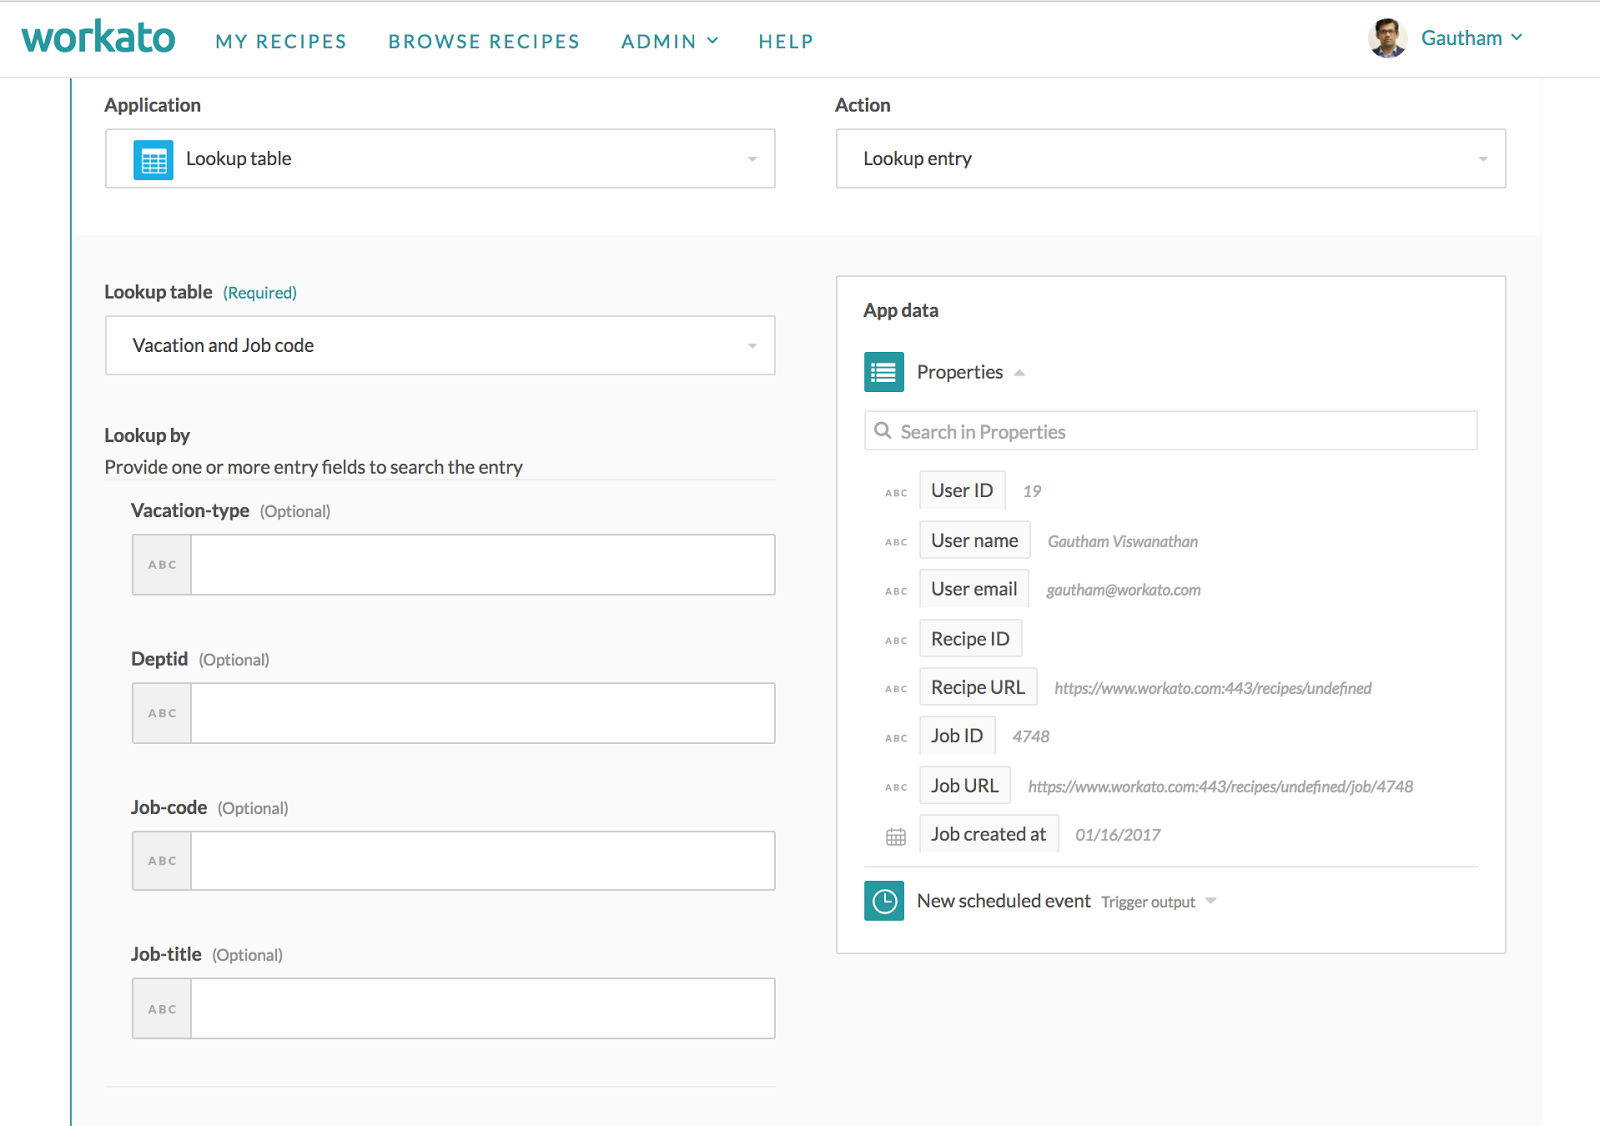 workato
MY RECIPES
BROWSE RECIPES
ADMIN
HELP
Gautham
Application
Lookup table
Action
Lookup entry
Lookup table (Required)
Vacation and Job code
Lookup by
Provide one or more entry fields to search the entry
Vacation-type (Optional)
ABC
Deptid (Optional)
ABC
Job-code (Optional)
ABC
Job-title (Optional)
ABC
App data
Properties
Search in Properties
ABC User ID 19
ABC User name Gautham Viswanathan
ABC User email gautham@workato.com
ABC Recipe ID
ABC Recipe URL https://www.workato.com:443/recipes/undefined
ABC Job ID 4748
ABC Job URL https://www.workato.com:443/recipes/undefined/job/4748
Job created at 01/16/2017
New scheduled event Trigger output